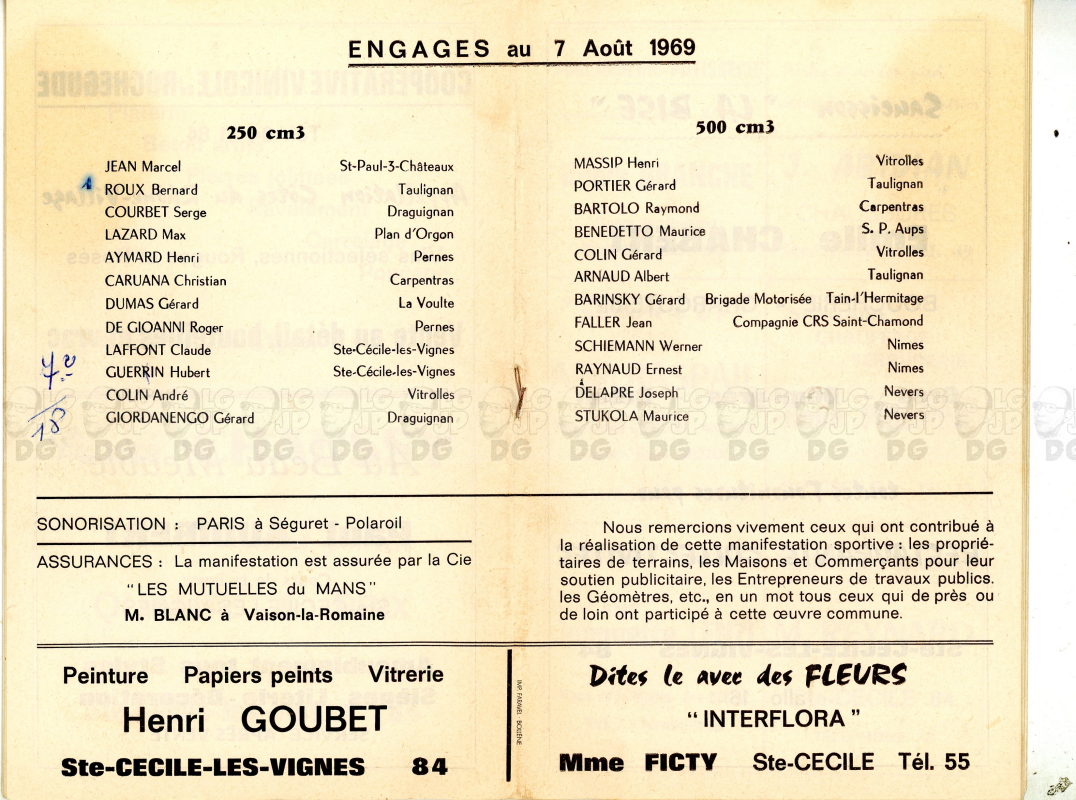 ENGAGES au 7 Août 1969
250 cm3
JEAN Marcel St-Paul-3-Châteaux
1 ROUX Bernard Taulignan
COURBET Serge Draguignan
LAZARD Max Plan d'Orgon
AYMARD Henri Pernes
CARUANA Christian Carpentras
DUMAS Gérard La Voulte
DE GIOANNI Roger Pernes
LAFFONT Claude Ste-Cécile-les-Vignes
7e GUERRIN Hubert Ste-Cécile-les-Vignes
COLIN André Vitrolles
18 GIORDANENGO Gérard Draguignan
500 cm3
MASSIP Henri Vitrolles
PORTIER Gérard Taulignan
BARTOLO Raymond Carpentras
BENEDETTO Maurice S. P. Aups
COLIN Gérard Vitrolles
ARNAUD Albert Taulignan
BARINSKY Gérard Brigade Motorisée Tain-l'Hermitage
FALLER Jean Compagnie CRS Saint-Chamond
SCHIEMANN Werner Nimes
RAYNAUD Ernest Nimes
DELAPRE Joseph Nevers
STUKOLA Maurice Nevers
SONORISATION : PARIS à Séguret - Polaroil
ASSURANCES : La manifestation est assurée par la Cie
"LES MUTUELLES du MANS"
M. BLANC à Vaison-la-Romaine
Nous remercions vivement ceux qui ont contribué à
la réalisation de cette manifestation sportive : les proprié-
taires de terrains, les Maisons et Commerçants pour leur
soutien publicitaire, les Entrepreneurs de travaux publics.
les Géomètres, etc., en un mot tous ceux qui de près ou
de loin ont participé à cette œuvre commune.
Peinture Papiers peints Vitrerie
Henri GOUBET
Ste-CECILE-LES-VIGNES 84
IMP. FARAVEL - BOLLENE
Dites le avec des FLEURS
"INTERFLORA"
Mme FICTY Ste-CECILE Tél. 55